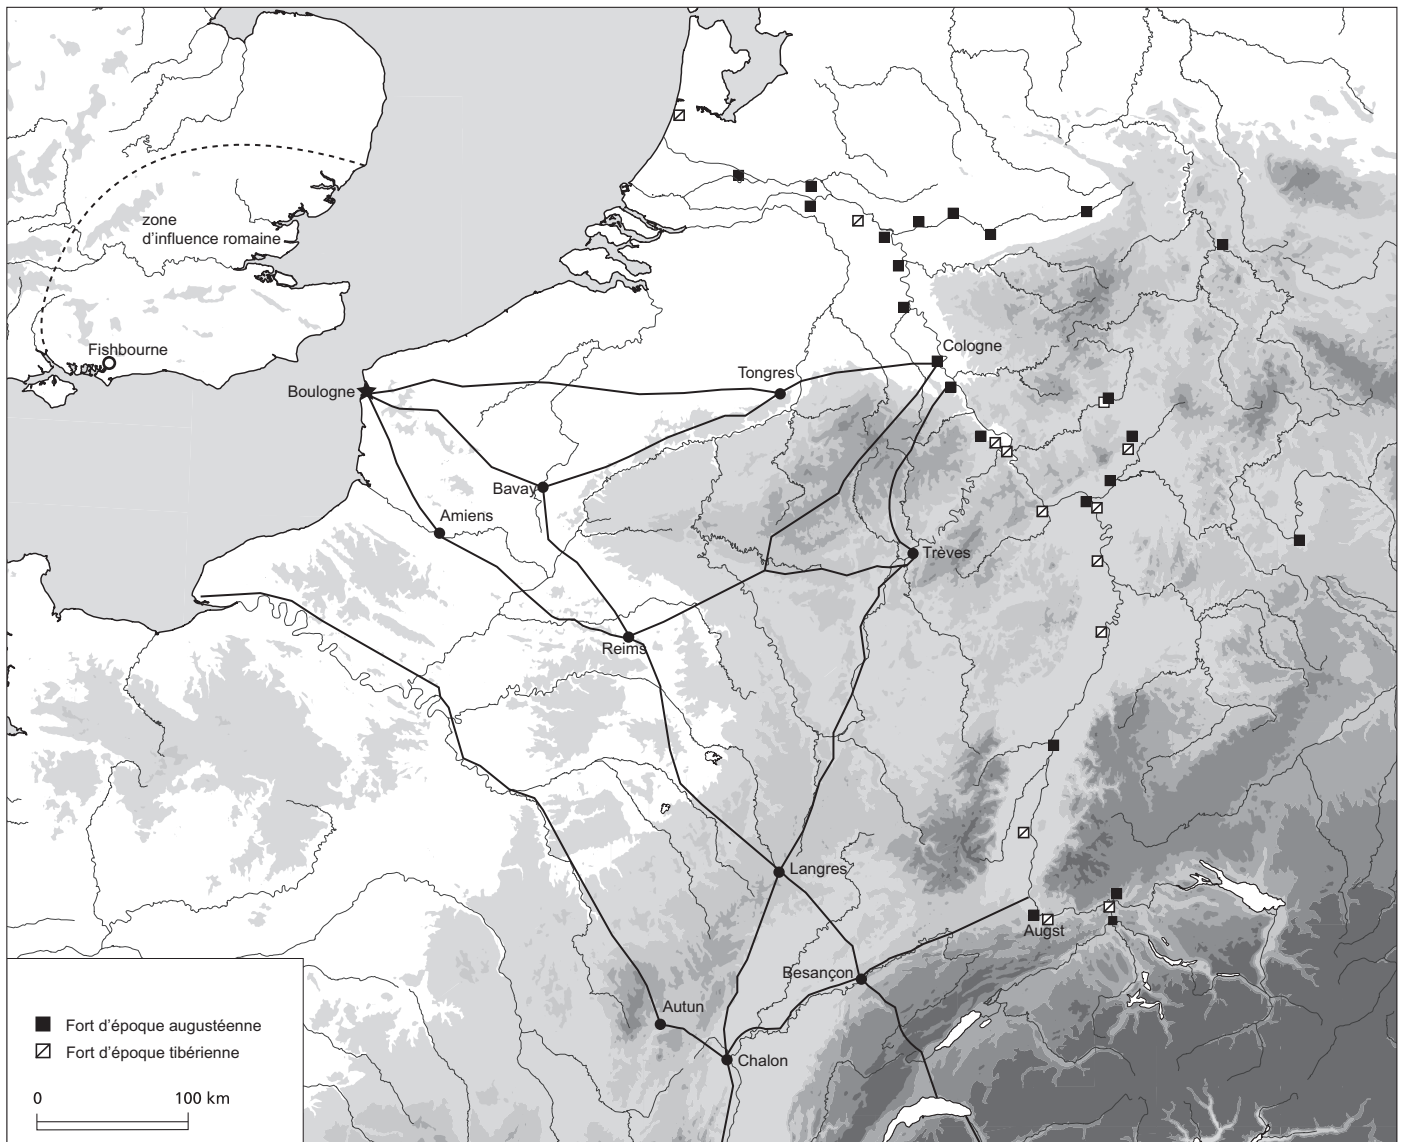 zone
d'influence romaine
Fishbourne
Boulogne
Cologne
Tongres
Bavay
Amiens
Trèves
Reims
Langres
Augst
Besançon
Autun
Chalon
Fort d'époque augustéenne
Fort d'époque tibérienne
0 100 km